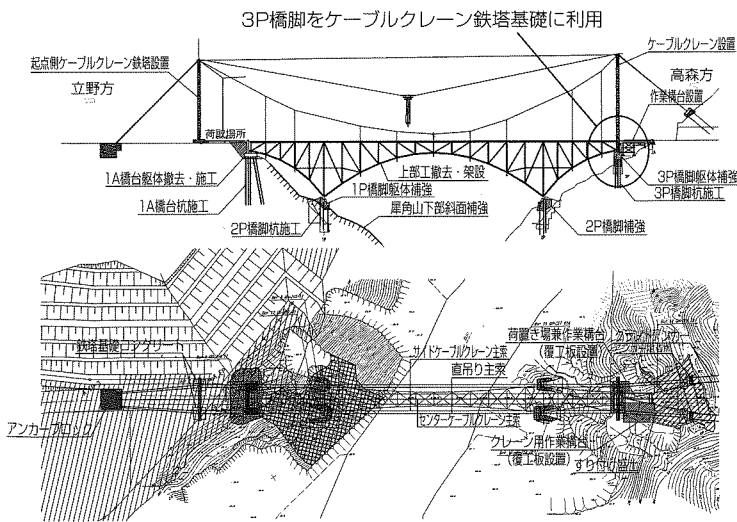 3P橋脚をケーブルクレーン鉄塔基礎に利用
ケーブルクレーン設置
起点側ケーブルクレーン鉄塔設置
立野方
高森方
作業構台設置
荷取場所
上部工撤去・架設
1A橋台躯体撤去・施工
1P橋脚躯体補強
3P橋脚躯体補強
3P橋脚杭施工
1A橋台杭施工
犀角山下部斜面補強
2P橋脚杭施工
2P橋脚補強
荷置き場兼作業構台
(覆工板設置)
グラウンドアンカー
鉄塔基礎コンクリート
サイドケーブルクレーン主索
直吊り主索
アンカーブロック
センターケーブルクレーン主索
クレーン用作業構台
(覆工板設置)
すり付け盛土